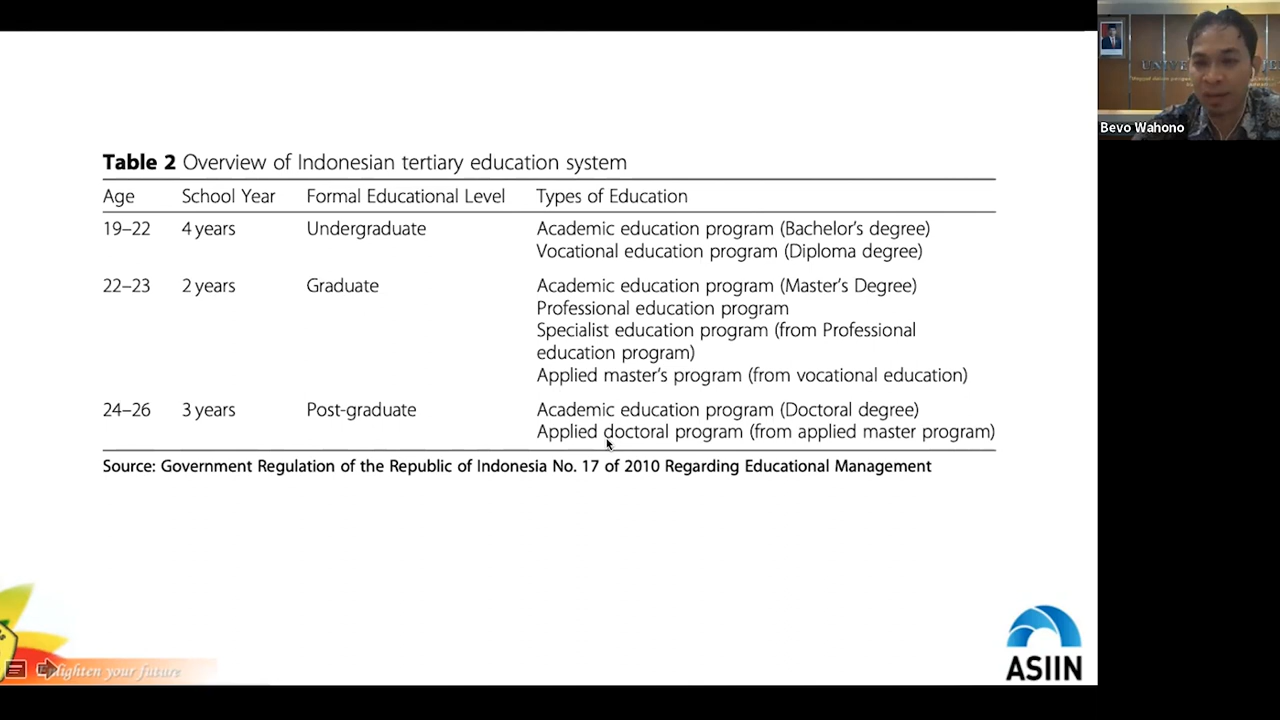 Table 2 Overview of Indonesian tertiary education system
Age School Year Formal Educational Level Types of Education
19–22 4 years Undergraduate Academic education program (Bachelor's degree)
Vocational education program (Diploma degree)
22–23 2 years Graduate Academic education program (Master's Degree)
Professional education program
Specialist education program (from Professional
education program)
Applied master's program (from vocational education)
24–26 3 years Post-graduate Academic education program (Doctoral degree)
Applied doctoral program (from applied master program)
Source: Government Regulation of the Republic of Indonesia No. 17 of 2010 Regarding Educational Management
Enlighten your future
ASIIN
Bevo Wahono